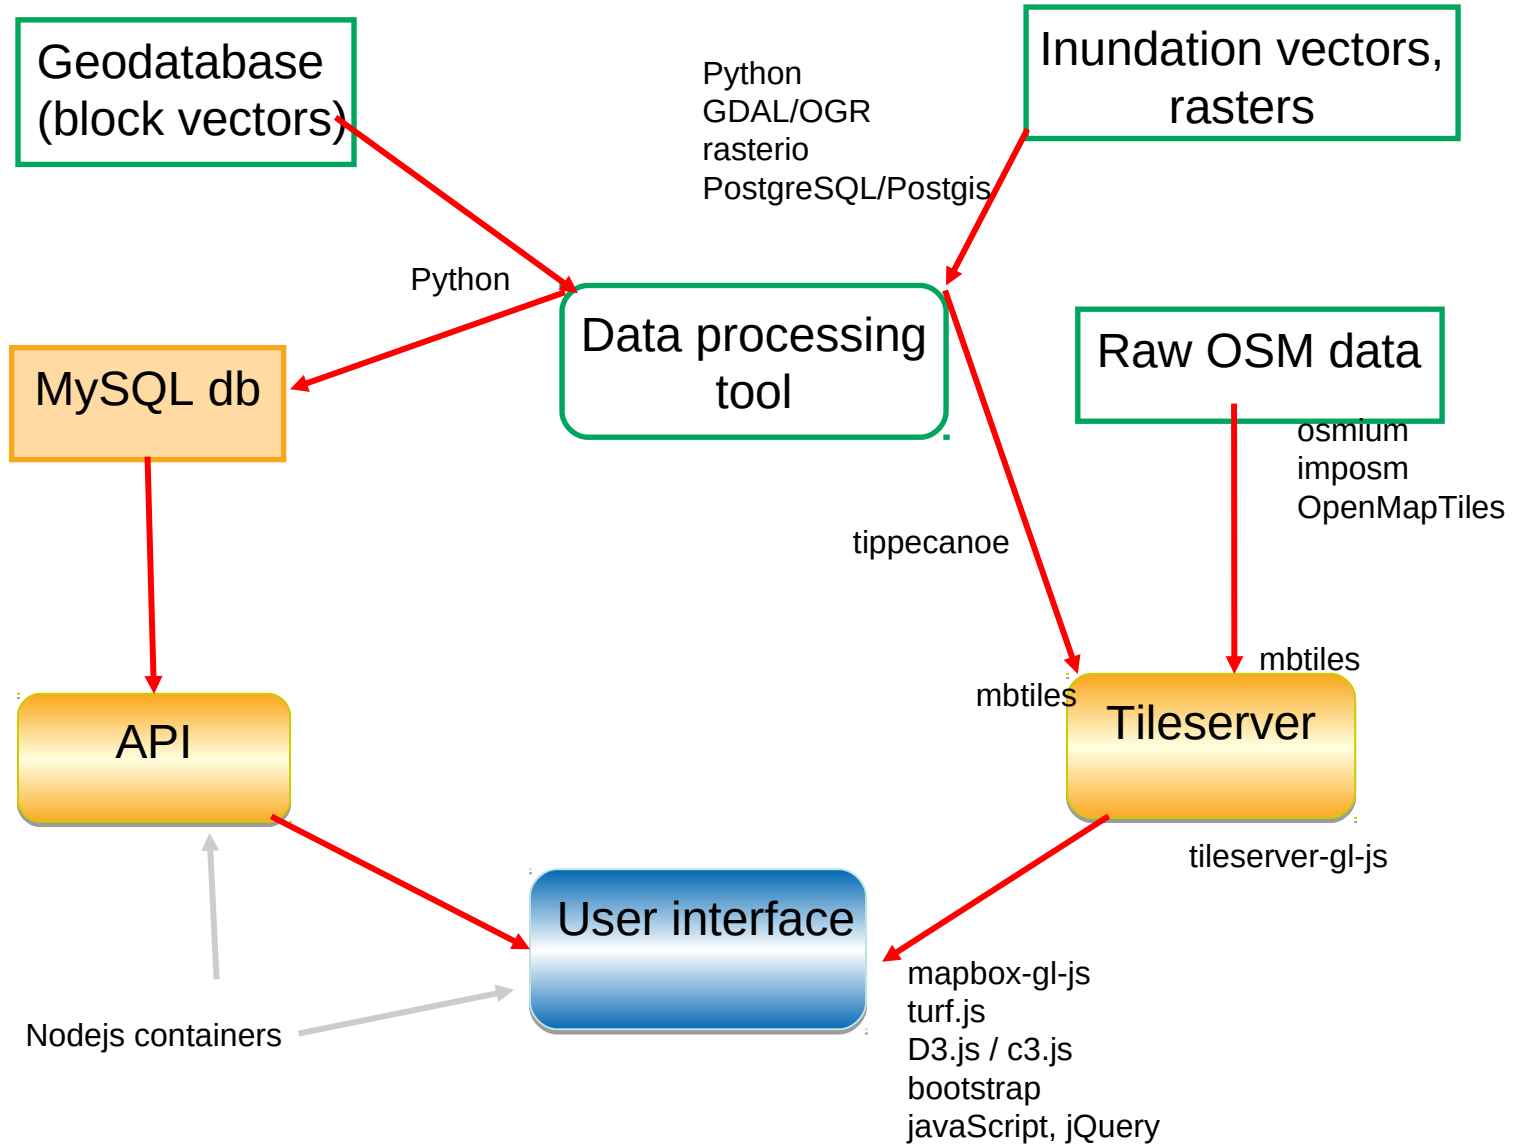 Geodatabase
(block vectors)
Python
GDAL/OGR
rasterio
PostgreSQL/Postgis
Inundation vectors,
rasters
Python
Data processing
tool
Raw OSM data
MySQL db
osmium
imposm
OpenMapTiles
tippecanoe
mbtiles
mbtiles
API
Tileserver
tileserver-gl-js
User interface
mapbox-gl-js
turf.js
D3.js / c3.js
bootstrap
javaScript, jQuery
Nodejs containers